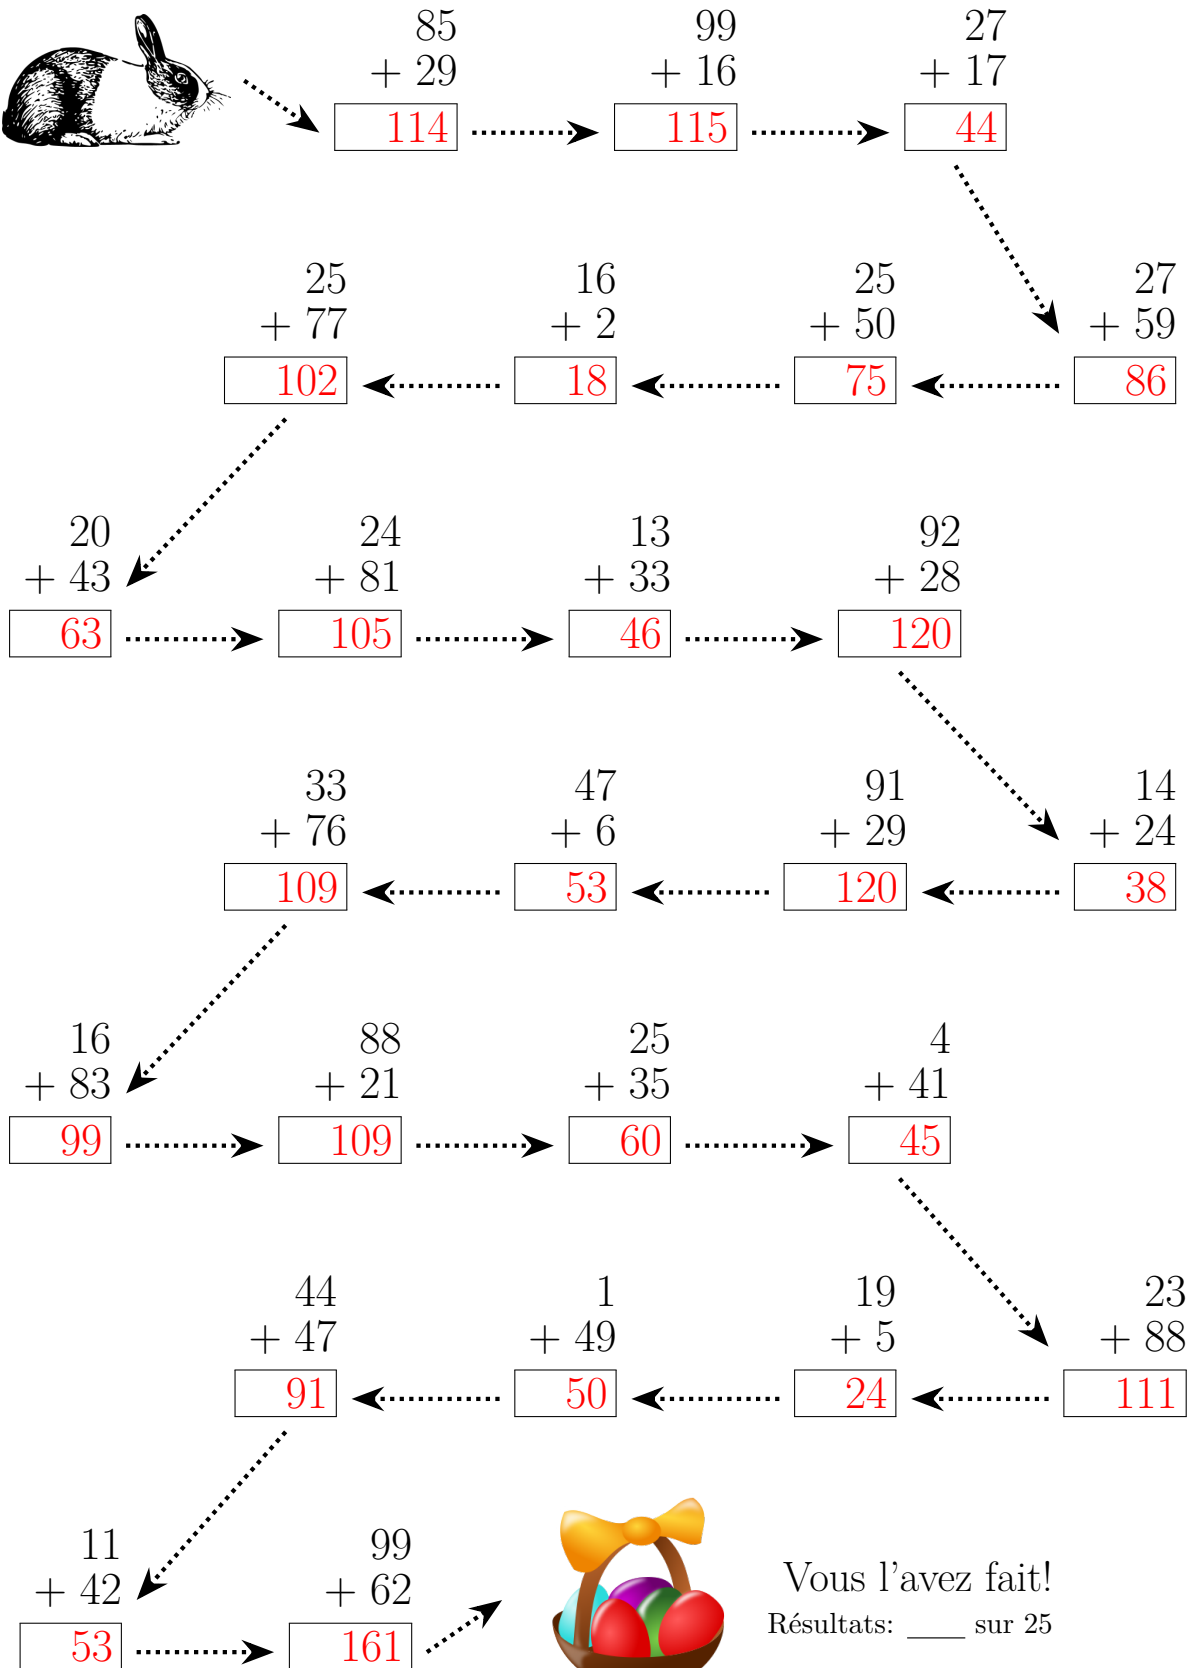 85 99 27
+ 29 + 16 + 17
114 115 44
25 16 25 27
+ 77 + 2 + 50 + 59
102 18 75 86
20 24 13 92
+ 43 + 81 + 33 + 28
63 105 46 120
33 47 91 14
+ 76 + 6 + 29 + 24
109 53 120 38
16 88 25 4
+ 83 + 21 + 35 + 41
99 109 60 45
44 1 19 23
+ 47 + 49 + 5 + 88
91 50 24 111
11 99
+ 42 + 62
53 161
Vous l'avez fait!
Résultats: ___ sur 25